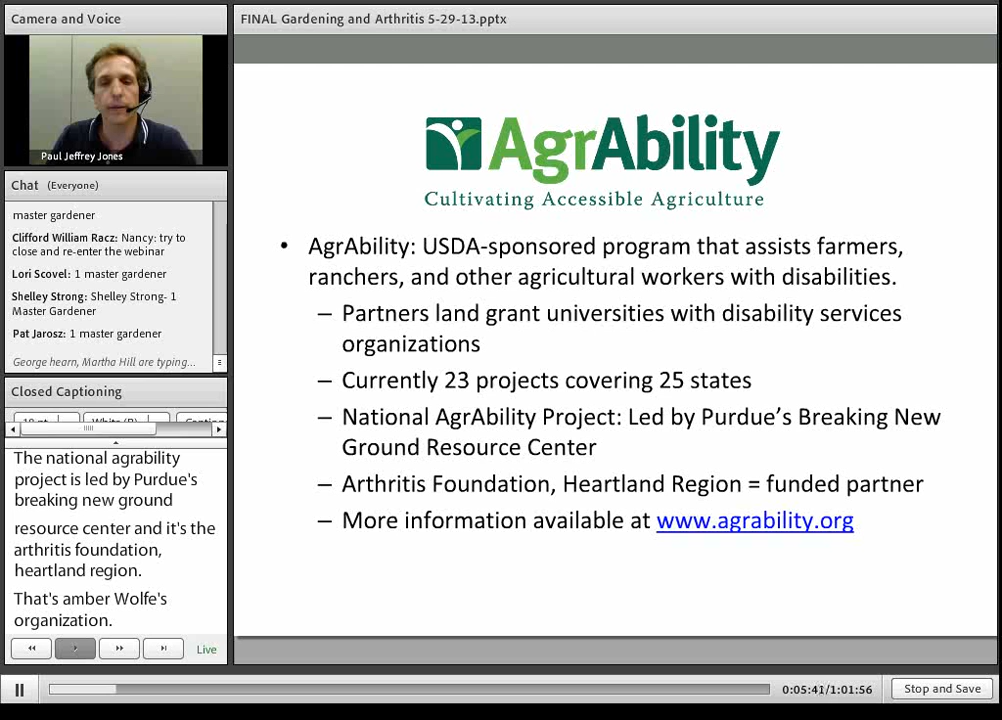 Camera and Voice
Paul Jeffrey Jones
Chat (Everyone)
master gardener
Clifford William Racz: Nancy: try to
close and re-enter the webinar
Lori Scovel: 1 master gardener
Shelley Strong: Shelley Strong- 1
Master Gardener
Pat Jarosz: 1 master gardener
George hearn, Martha Hill are typing...
Closed Captioning
The national agrability
project is led by Purdue's
breaking new ground
resource center and it's the
arthritis foundation,
heartland region.
That's amber Wolfe's
organization.
Live
FINAL Gardening and Arthritis 5-29-13.pptx
AgrAbility
Cultivating Accessible Agriculture
• AgrAbility: USDA-sponsored program that assists farmers,
ranchers, and other agricultural workers with disabilities.
– Partners land grant universities with disability services
organizations
– Currently 23 projects covering 25 states
– National AgrAbility Project: Led by Purdue’s Breaking New
Ground Resource Center
– Arthritis Foundation, Heartland Region = funded partner
– More information available at www.agrability.org
0:05:41/1:01:56
Stop and Save